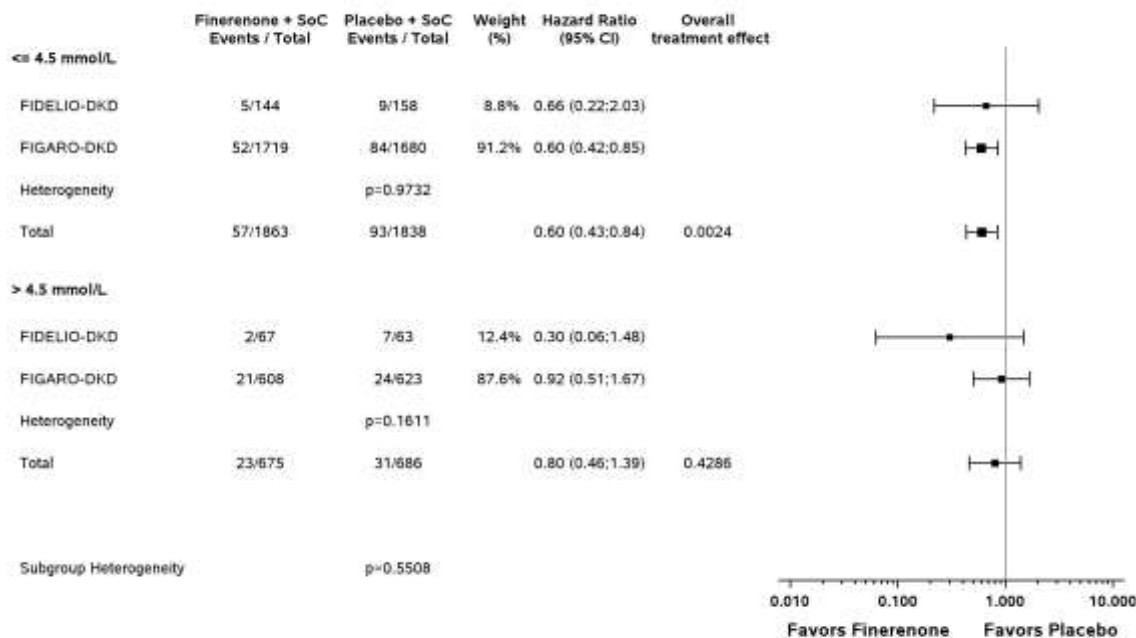 Finerenone + SoC Placebo + SoC Weight Hazard Ratio Overall
Events / Total Events / Total (%) (95% CI) treatment effect
<= 4.5 mmol/L
FIDELIO-DKD 5/144 9/158 8.8% 0.66 (0.22;2.03)
FIGARO-DKD 52/1719 84/1680 91.2% 0.60 (0.42;0.85)
Heterogeneity p=0.9732
Total 57/1863 93/1838 0.60 (0.43;0.84) 0.0024
> 4.5 mmol/L
FIDELIO-DKD 2/67 7/63 12.4% 0.30 (0.06;1.48)
FIGARO-DKD 21/608 24/623 87.6% 0.92 (0.51;1.67)
Heterogeneity p=0.1611
Total 23/675 31/686 0.80 (0.46;1.39) 0.4286
Subgroup Heterogeneity p=0.5508
0.010 0.100 1.000 10.000
Favors Finerenone Favors Placebo